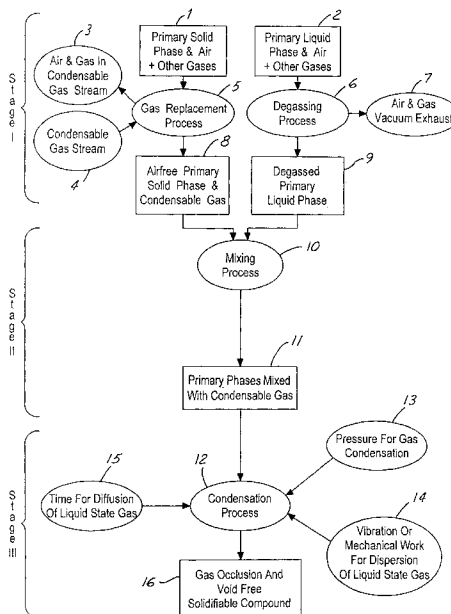 Stage I
1
Primary Solid
Phase & Air
+ Other Gases
2
Primary Liquid
Phase & Air
+ Other Gases
3
Air & Gas In
Condensable
Gas Stream
5
Gas Replacement
Process
6
Degassing Process
7
Air & Gas
Vacuum Exhaust
Condensable
Gas Stream
4
8
Airfree Primary
Solid Phase &
Condensable Gas
9
Degassed
Primary
Liquid Phase
Stage II
10
Mixing
Process
11
Primary Phases Mixed
With Condensable Gas
Stage III
13
Pressure For Gas
Condensation
15
Time For Diffusion
Of Liquid State Gas
12
Condensation
Process
14
Vibration Or
Mechanical Work
For Dispersion
Of Liquid State Gas
16
Gas Occlusion And
Void Free
Solidifiable Compound